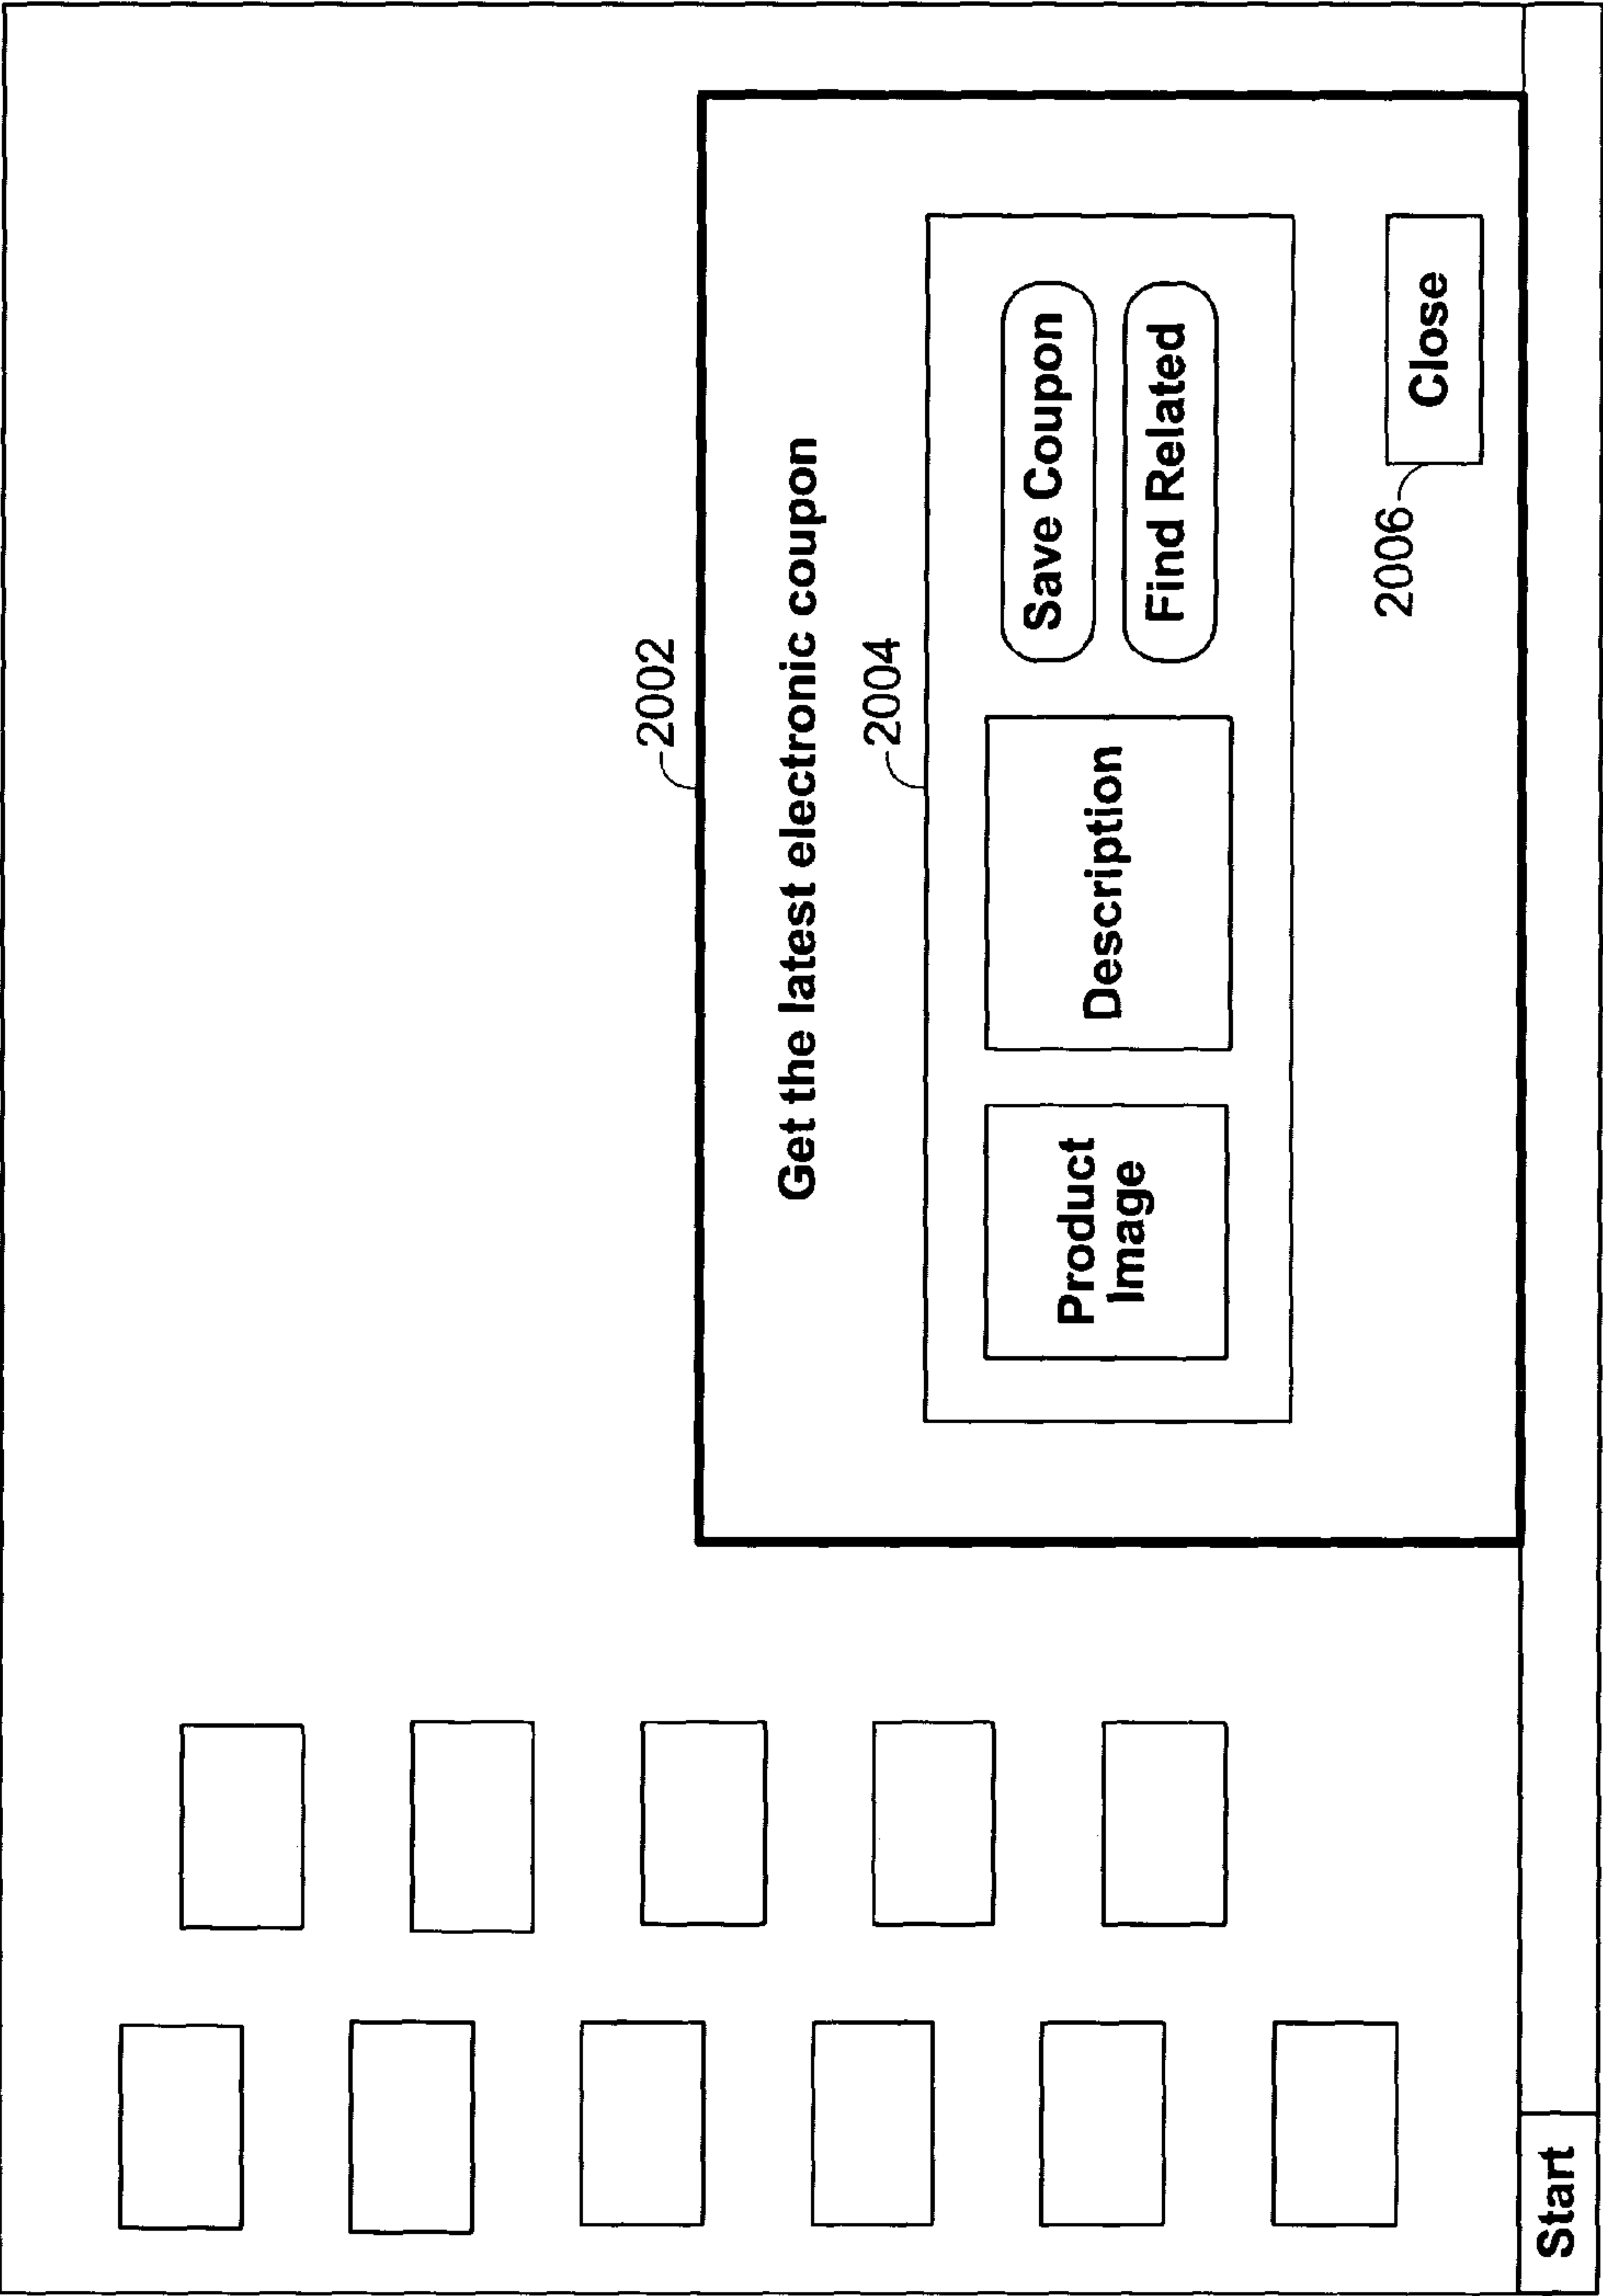 2002
Get the latest electronic coupon
2004
Product
Image
Description
Save Coupon
Find Related
2006
Close
Start